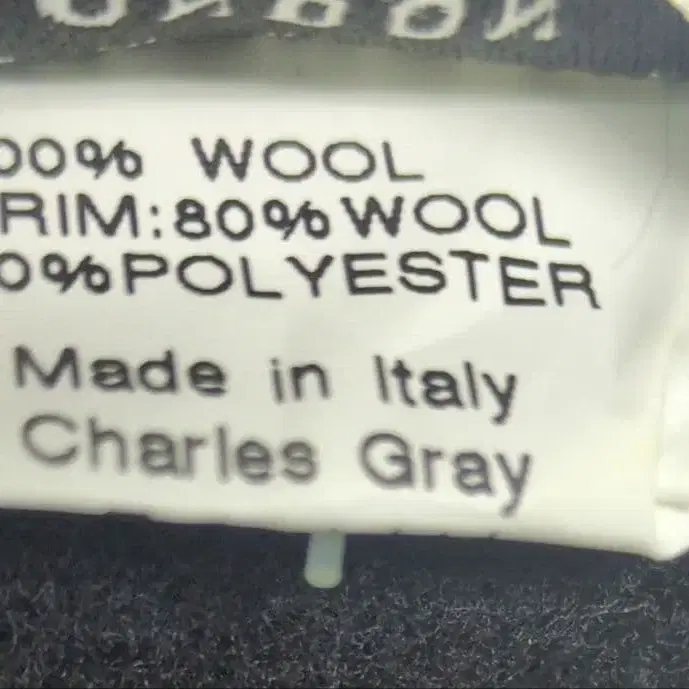 00% WOOL
RIM:80%WOOL
0%POLYESTER
Made in Italy
Charles Gray